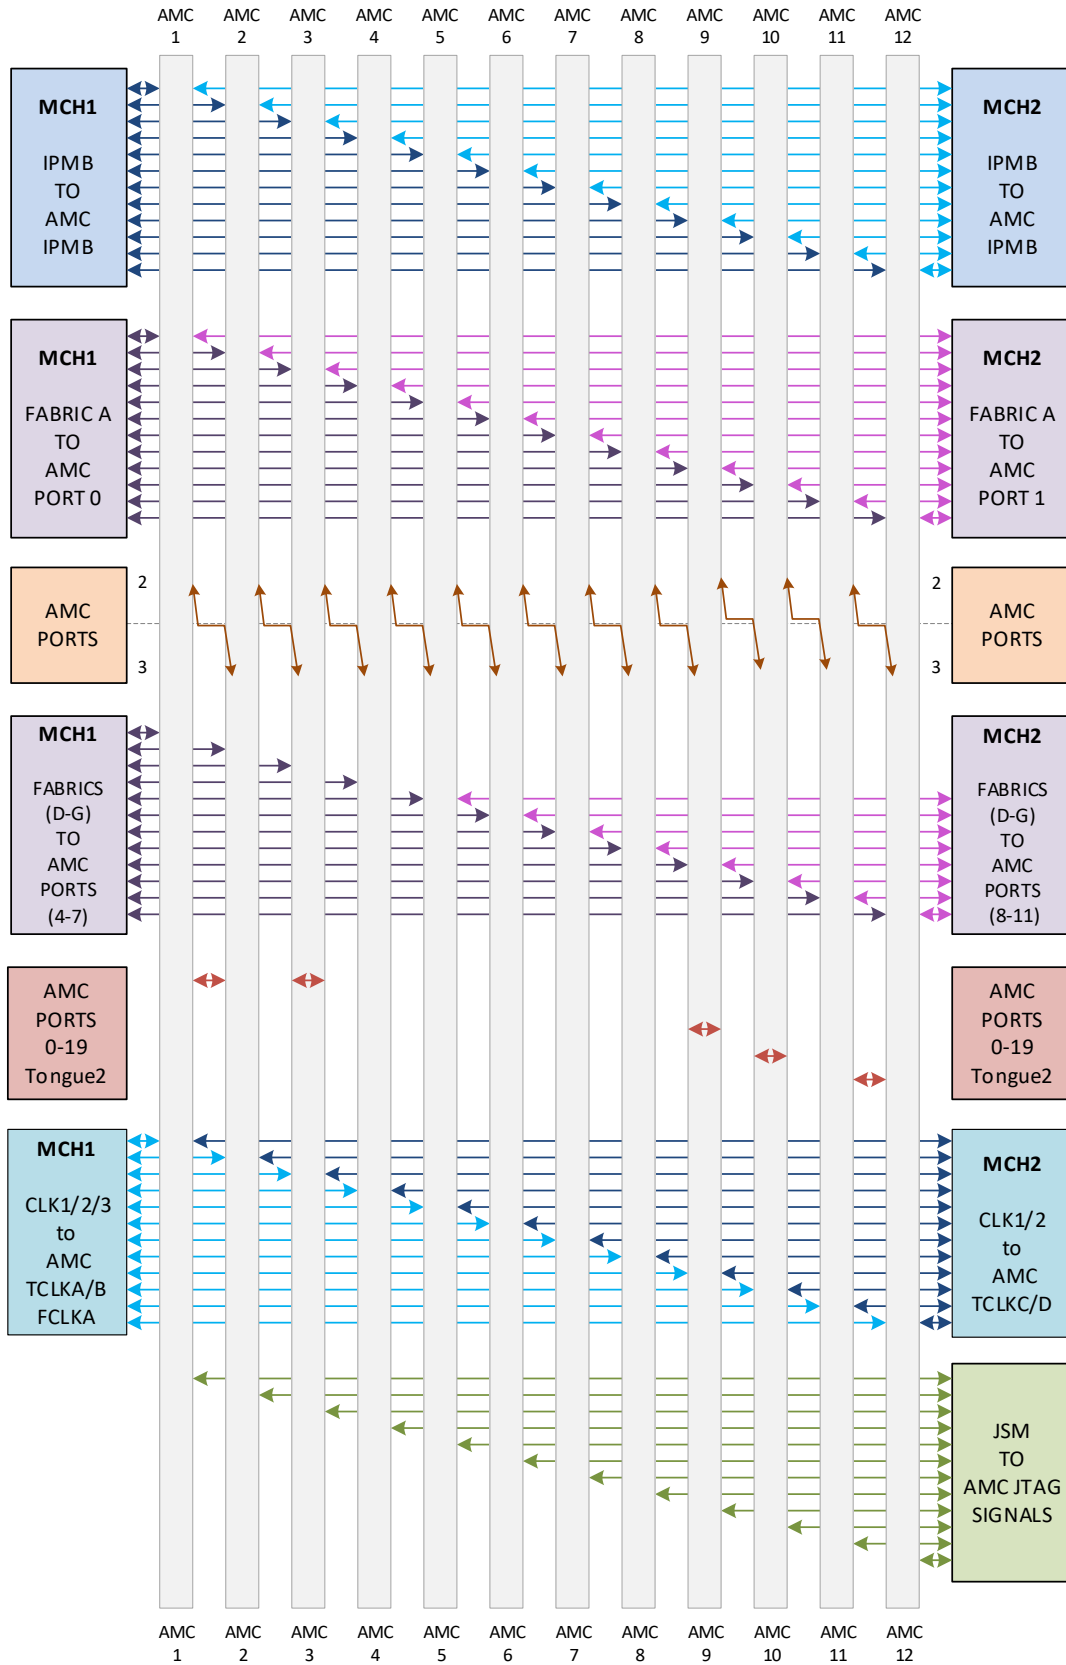 AMC AMC AMC AMC AMC AMC AMC AMC AMC AMC AMC AMC
1 2 3 4 5 6 7 8 9 10 11 12
MCH1
IPMB
TO
AMC
IPMB
MCH2
IPMB
TO
AMC
IPMB
MCH1
FABRIC A
TO
AMC
PORT 0
MCH2
FABRIC A
TO
AMC
PORT 1
AMC
PORTS
2
3
2
3
AMC
PORTS
MCH1
FABRICS
(D-G)
TO
AMC
PORTS
(4-7)
MCH2
FABRICS
(D-G)
TO
AMC
PORTS
(8-11)
AMC
PORTS
0-19
Tongue2
AMC
PORTS
0-19
Tongue2
MCH1
CLK1/2/3
to
AMC
TCLKA/B
FCLKA
MCH2
CLK1/2
to
AMC
TCLKC/D
JSM
TO
AMC JTAG
SIGNALS
AMC AMC AMC AMC AMC AMC AMC AMC AMC AMC AMC AMC
1 2 3 4 5 6 7 8 9 10 11 12